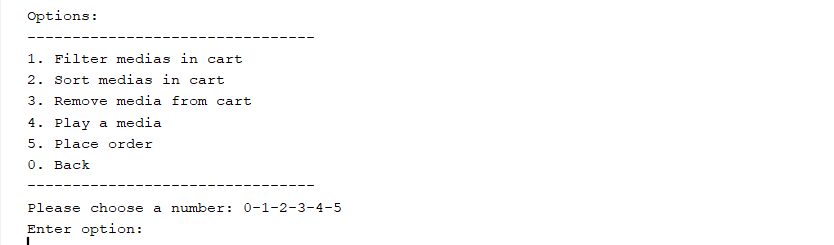 Options:
--------------------------------
1. Filter medias in cart
2. Sort medias in cart
3. Remove media from cart
4. Play a media
5. Place order
0. Back
--------------------------------
Please choose a number: 0-1-2-3-4-5
Enter option: